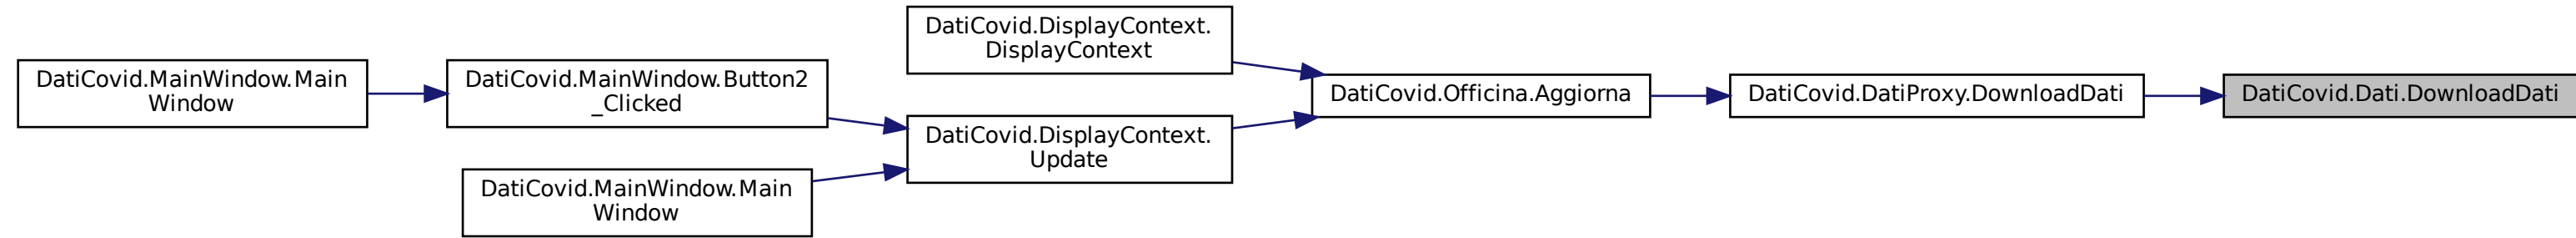 DatiCovid.MainWindow.Main
Window
DatiCovid.MainWindow.Button2
_Clicked
DatiCovid.MainWindow.Main
Window
DatiCovid.DisplayContext.
DisplayContext
DatiCovid.DisplayContext.
Update
DatiCovid.Officina.Aggiorna
DatiCovid.DatiProxy.DownloadDati
DatiCovid.Dati.DownloadDati